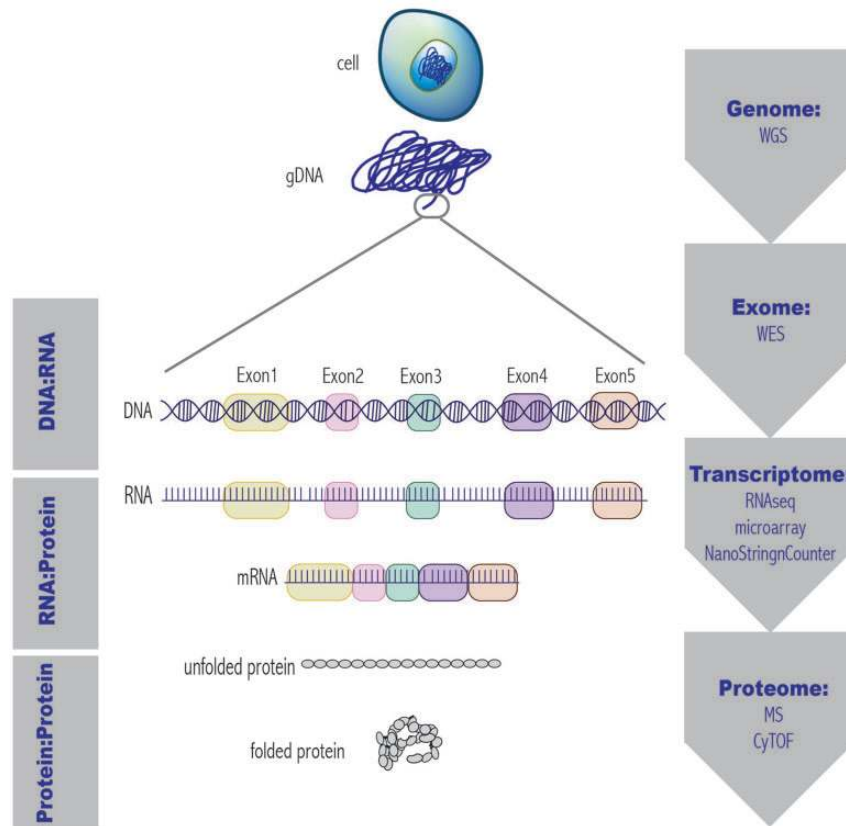 cell
gDNA
Genome:
WGS
Exome:
WES
DNA:RNA
Exon1 Exon2 Exon3 Exon4 Exon5
DNA
Transcriptome
RNAseq
microarray
NanoStringnCounter
RNA:Protein
RNA
mRNA
Protein:Protein
unfolded protein
folded protein
Proteome:
MS
CyTOF